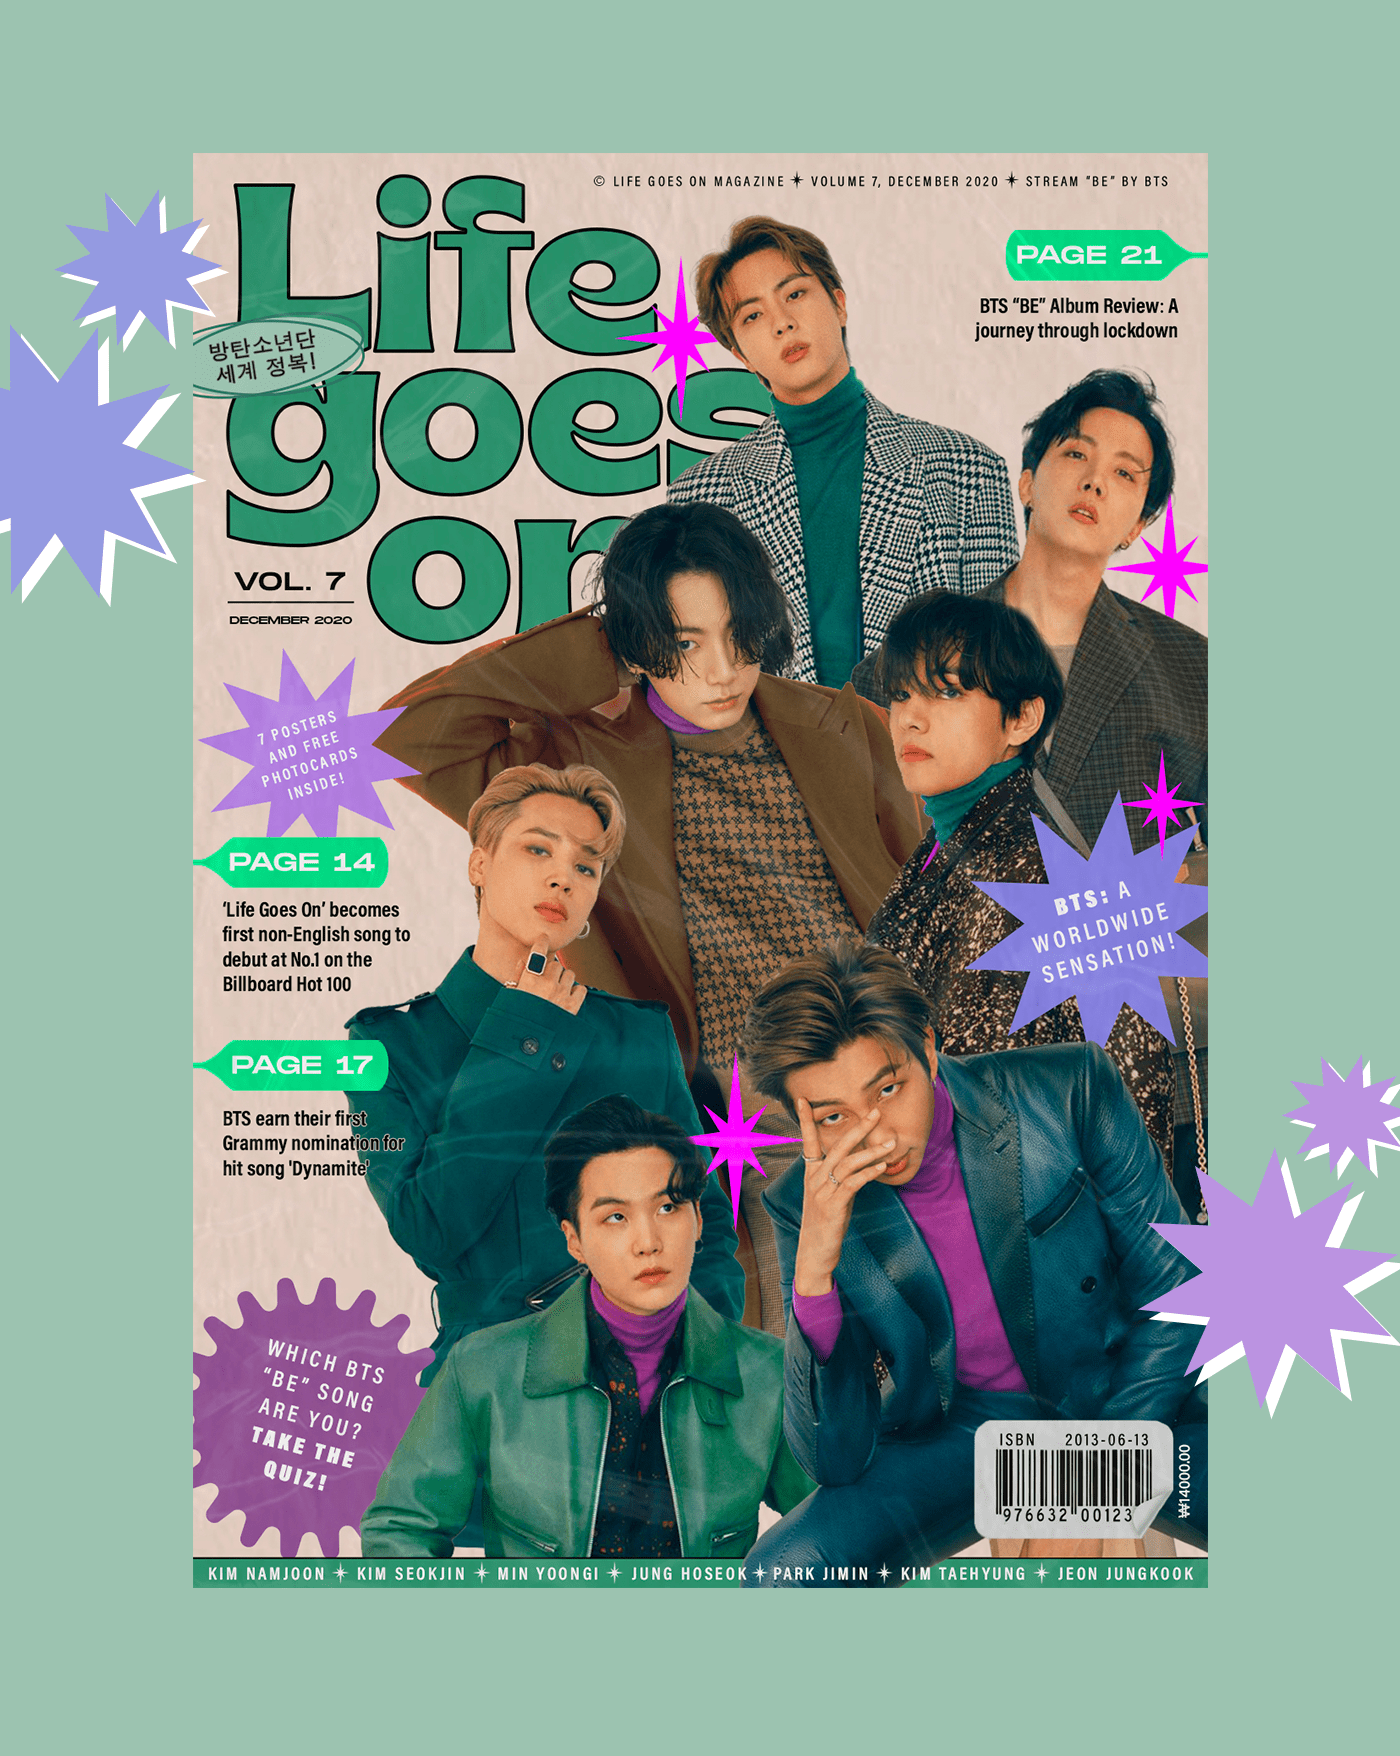 © LIFE GOES ON MAGAZINE ✦ VOLUME 7, DECEMBER 2020 ✦ STREAM “BE” BY BTS
Life
goes
on
방탄소년단
세계 정복!
VOL. 7
DECEMBER 2020
PAGE 21
BTS “BE” Album Review: A
journey through lockdown
7 POSTERS
AND FREE
PHOTOCARDS
INSIDE!
PAGE 14
‘Life Goes On’ becomes
first non-English song to
debut at No.1 on the
Billboard Hot 100
BTS: A
WORLDWIDE
SENSATION!
PAGE 17
BTS earn their first
Grammy nomination for
hit song 'Dynamite'
WHICH BTS
“BE” SONG
ARE YOU?
TAKE THE
QUIZ!
ISBN 2013-06-13
976632 00123
₩14000.00
KIM NAMJOON ✦ KIM SEOKJIN ✦ MIN YOONGI ✦ JUNG HOSEOK ✦ PARK JIMIN ✦ KIM TAEHYUNG ✦ JEON JUNGKOOK